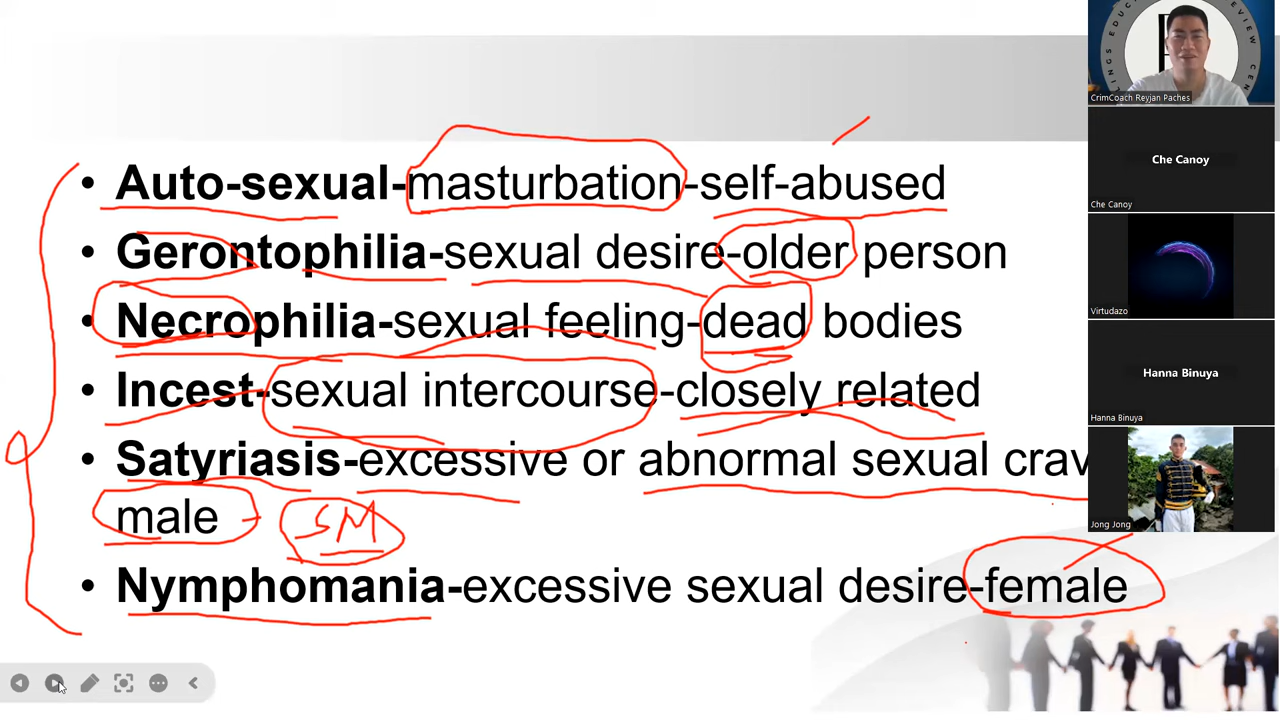 • Auto-sexual-masturbation-self-abused
• Gerontophilia-sexual desire-older person
• Necrophilia-sexual feeling-dead bodies
• Incest-sexual intercourse-closely related
• Satyriasis-excessive or abnormal sexual crav
male - SM
• Nymphomania-excessive sexual desire-female
CrimCoach Reyjan Paches
Che Canoy
Che Canoy
Virtudazo
Hanna Binuya
Hanna Binuya
Jong Jong